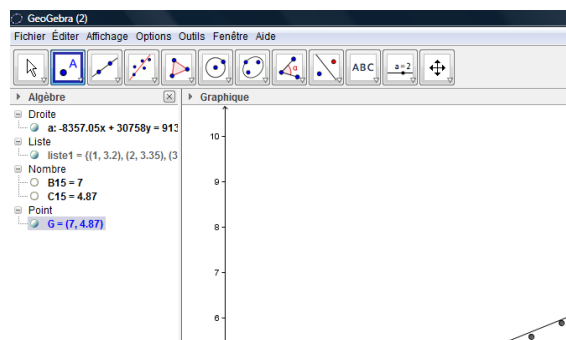 GeoGebra (2)
Fichier Éditer Affichage Options Outils Fenêtre Aide
A
α
ABC
a=2
Algèbre
Graphique
Droite
a: -8357.05x + 30758y = 913
Liste
liste1 = {(1, 3.2), (2, 3.35), (3
Nombre
B15 = 7
C15 = 4.87
Point
G = (7, 4.87)
10
9
8
7
6